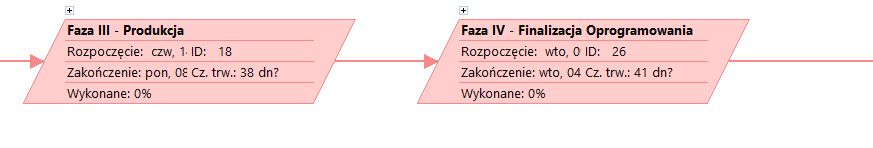 Faza III - Produkcja
Rozpoczęcie: czw, 1 ID: 18
Zakończenie: pon, 08 Cz. trw.: 38 dn?
Wykonane: 0%
Faza IV - Finalizacja Oprogramowania
Rozpoczęcie: wto, 0 ID: 26
Zakończenie: wto, 04 Cz. trw.: 41 dn?
Wykonane: 0%